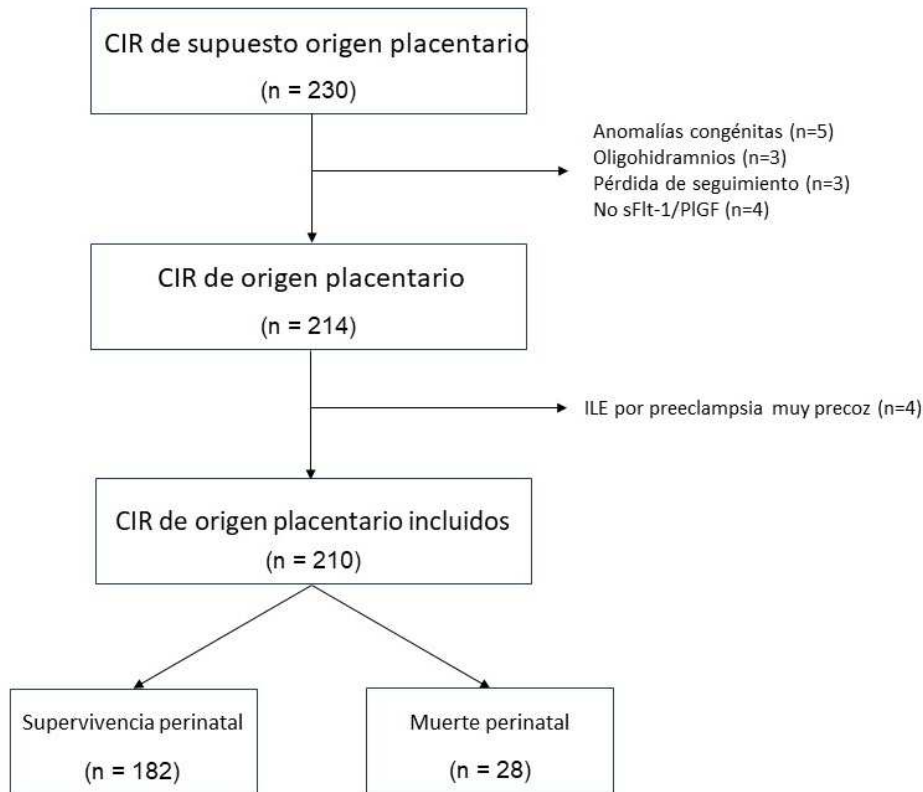 CIR de supuesto origen placentario
(n = 230)
Anomalías congénitas (n=5)
Oligohidramnios (n=3)
Pérdida de seguimiento (n=3)
No sFlt-1/PlGF (n=4)
CIR de origen placentario
(n = 214)
ILE por preeclampsia muy precoz (n=4)
CIR de origen placentario incluidos
(n = 210)
Supervivencia perinatal
(n = 182)
Muerte perinatal
(n = 28)